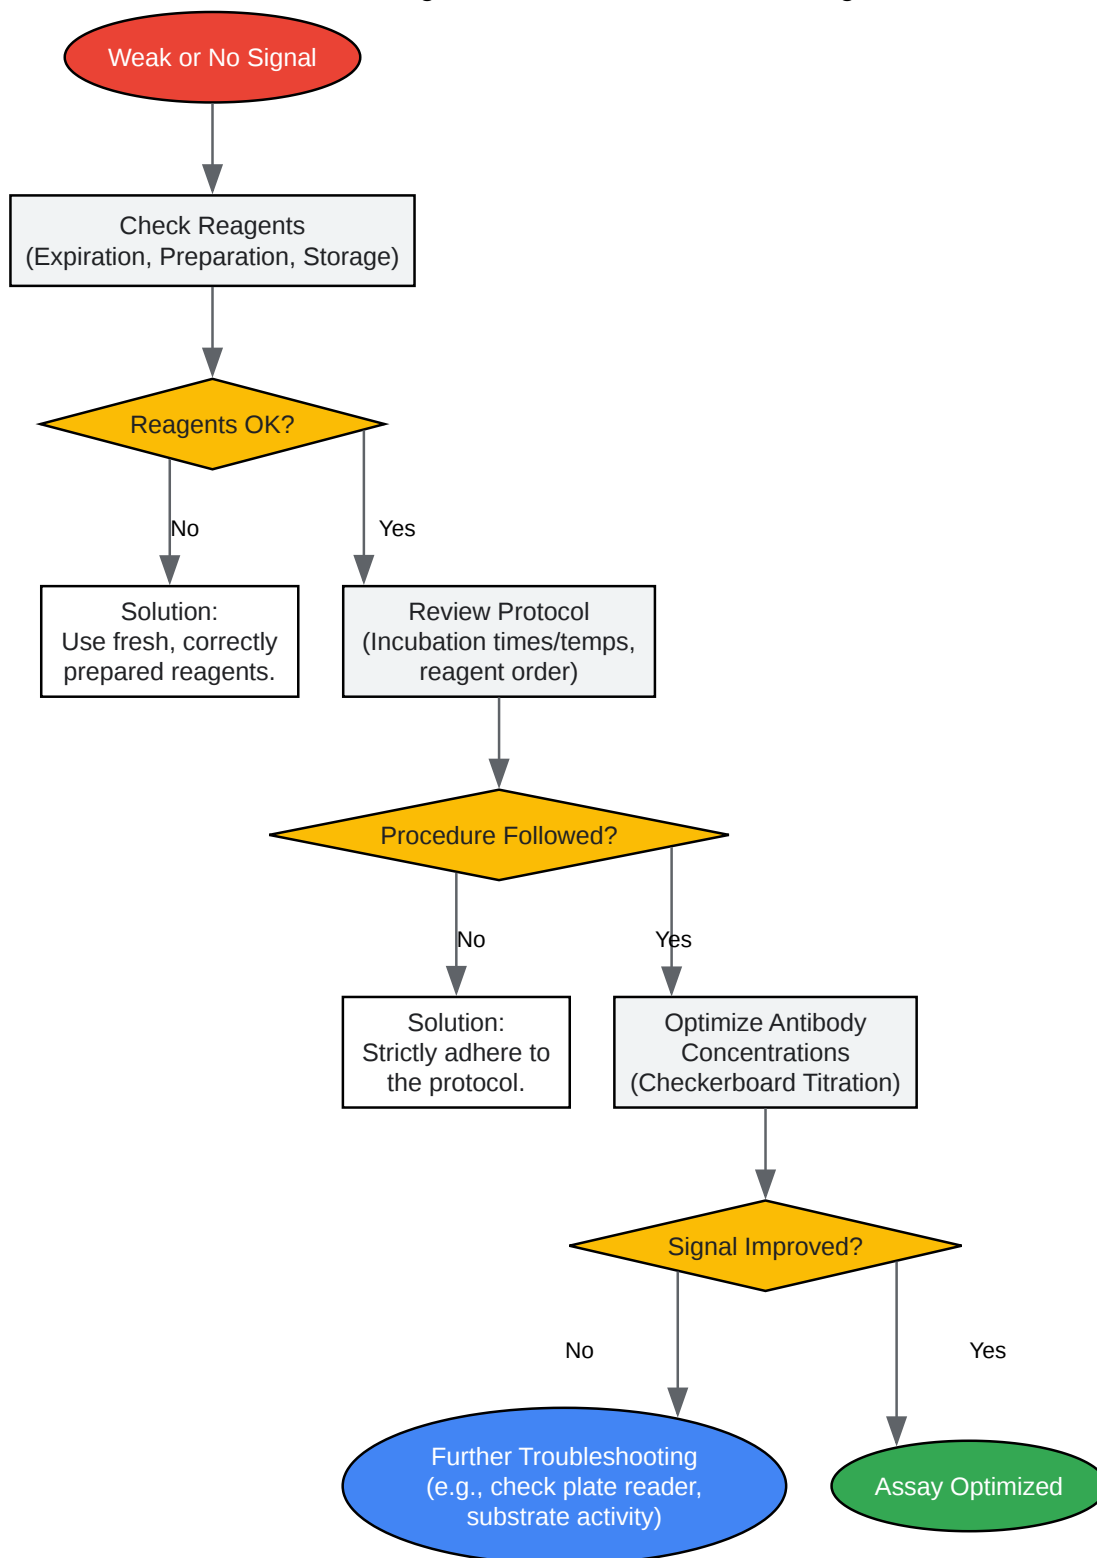 Weak or No Signal
Check Reagents
(Expiration, Preparation, Storage)
Reagents OK?
No
Yes
Solution:
Use fresh, correctly
prepared reagents.
Review Protocol
(Incubation times/temps,
reagent order)
Procedure Followed?
No
Yes
Solution:
Strictly adhere to
the protocol.
Optimize Antibody
Concentrations
(Checkerboard Titration)
Signal Improved?
No
Yes
Further Troubleshooting
(e.g., check plate reader,
substrate activity)
Assay Optimized